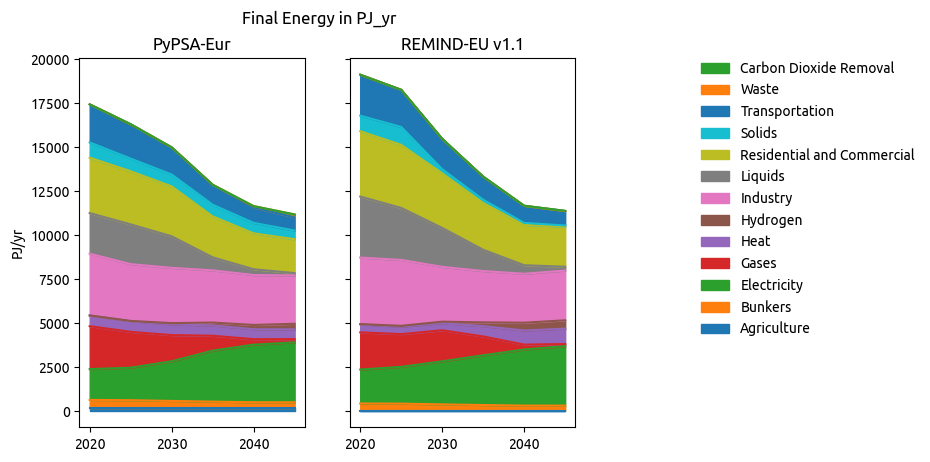 Final Energy in PJ_yr
PyPSA-Eur
REMIND-EU v1.1
PJ/yr
20000
17500
15000
12500
10000
7500
5000
2500
0
2020
2030
2040
2020
2030
2040
Carbon Dioxide Removal
Waste
Transportation
Solids
Residential and Commercial
Liquids
Industry
Hydrogen
Heat
Gases
Electricity
Bunkers
Agriculture